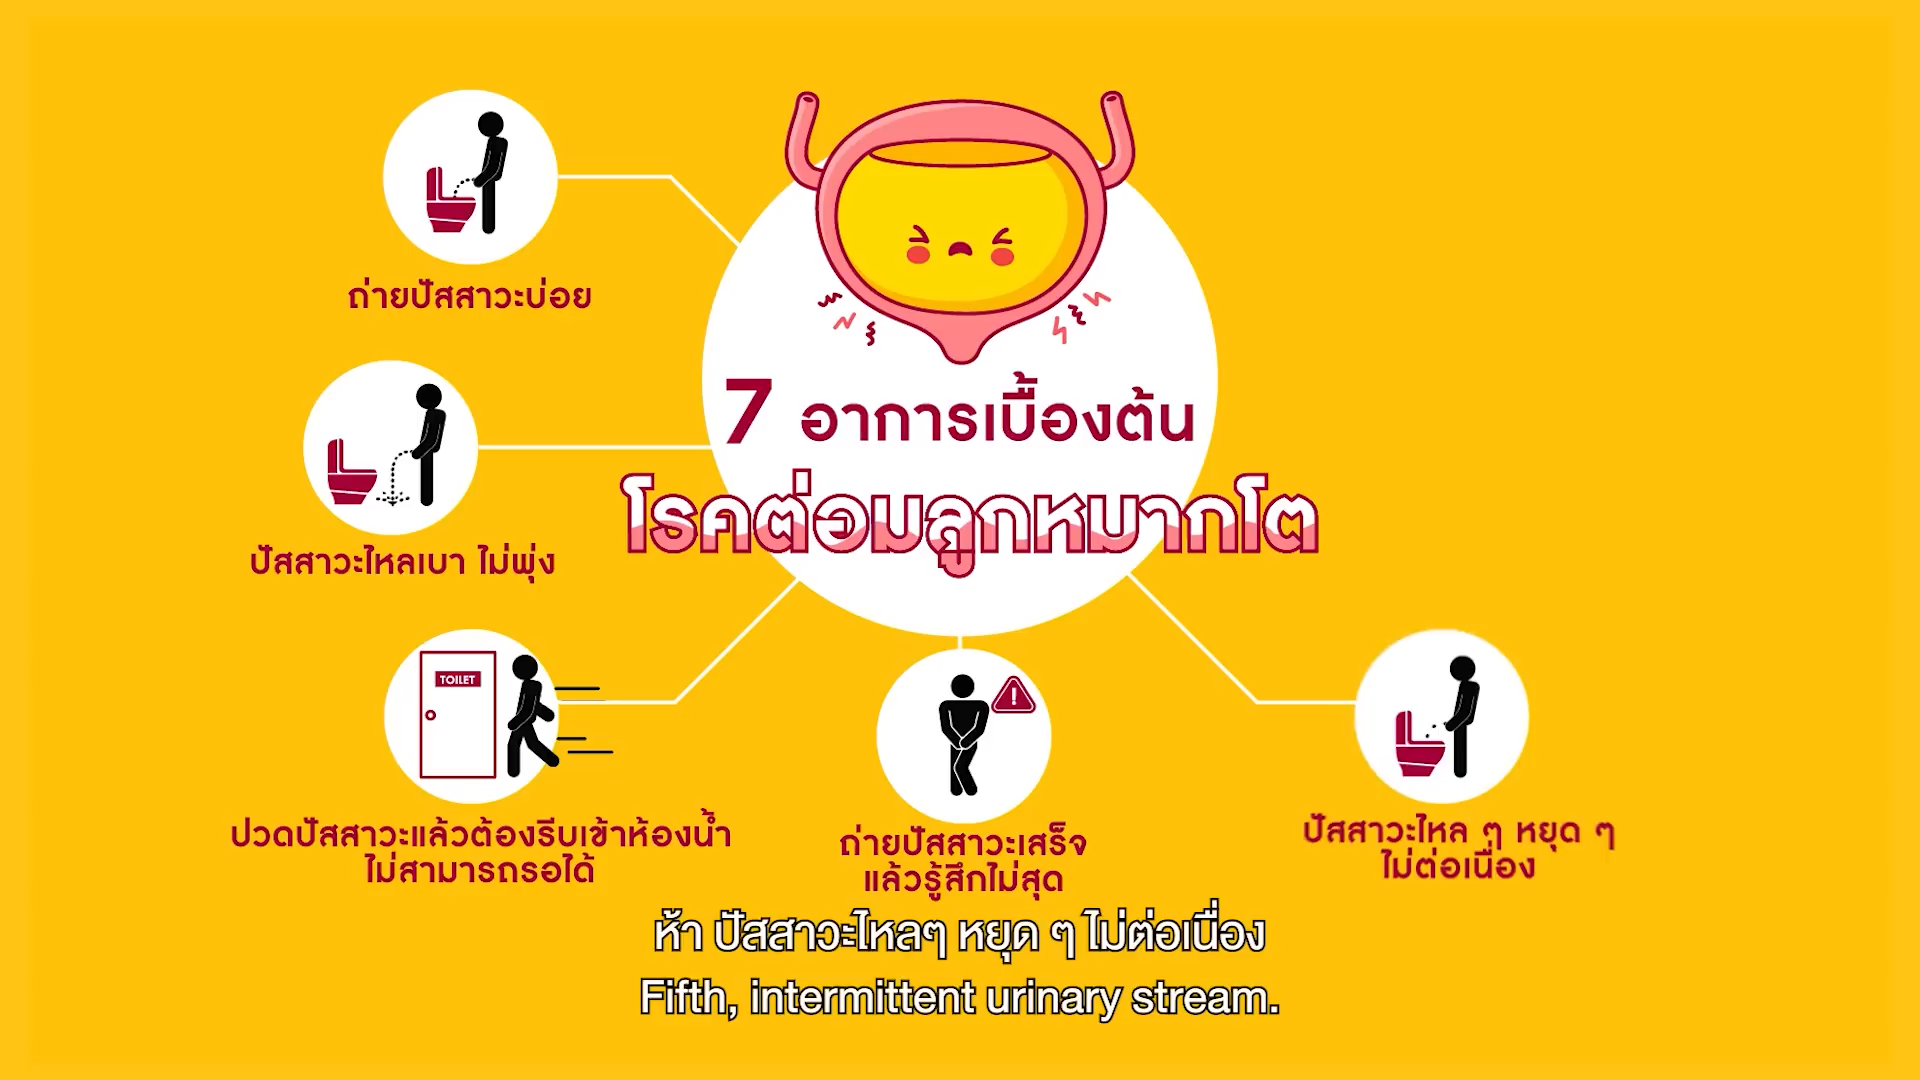 ถ่ายปัสสาวะบ่อย
7 อาการเบื้องต้น
โรคต่อมลูกหมากโต
ปัสสาวะไหลเบา ไม่พุ่ง
TOILET
ปวดปัสสาวะแล้วต้องรีบเข้าห้องน้ำ
ไม่สามารถรอได้
!
ถ่ายปัสสาวะเสร็จ
แล้วรู้สึกไม่สุด
ปัสสาวะไหล ๆ หยุด ๆ
ไม่ต่อเนื่อง
ห้า ปัสสาวะไหลๆ หยุด ๆ ไม่ต่อเนื่อง
Fifth, intermittent urinary stream.